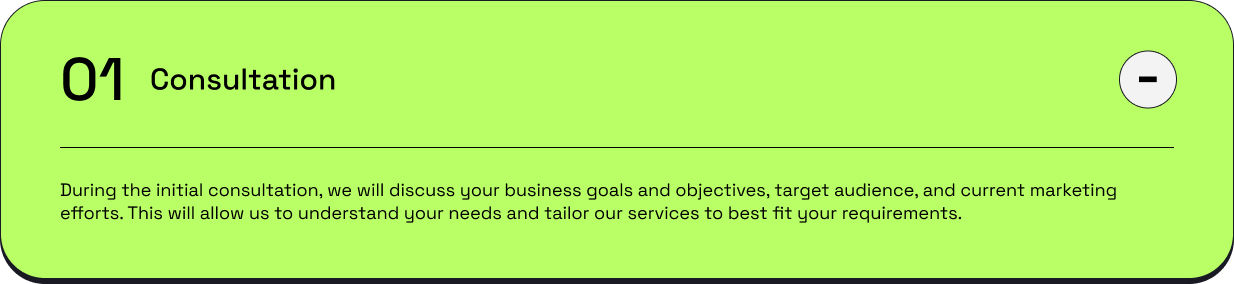 01 Consultation
During the initial consultation, we will discuss your business goals and objectives, target audience, and current marketing
efforts. This will allow us to understand your needs and tailor our services to best fit your requirements.